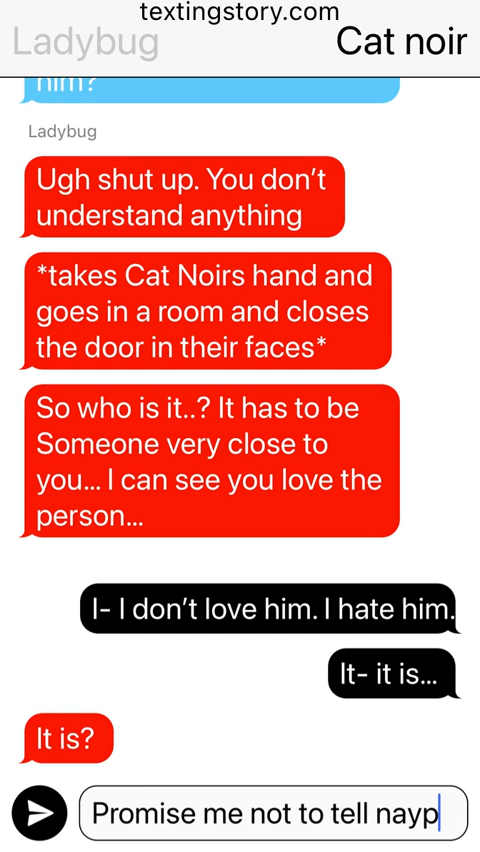 textingstory.com
Ladybug
Cat noir
him?
Ladybug
Ugh shut up. You don’t
understand anything
*takes Cat Noirs hand and
goes in a room and closes
the door in their faces*
So who is it..? It has to be
Someone very close to
you... I can see you love the
person...
I- I don’t love him. I hate him.
It- it is...
It is?
Promise me not to tell nayp